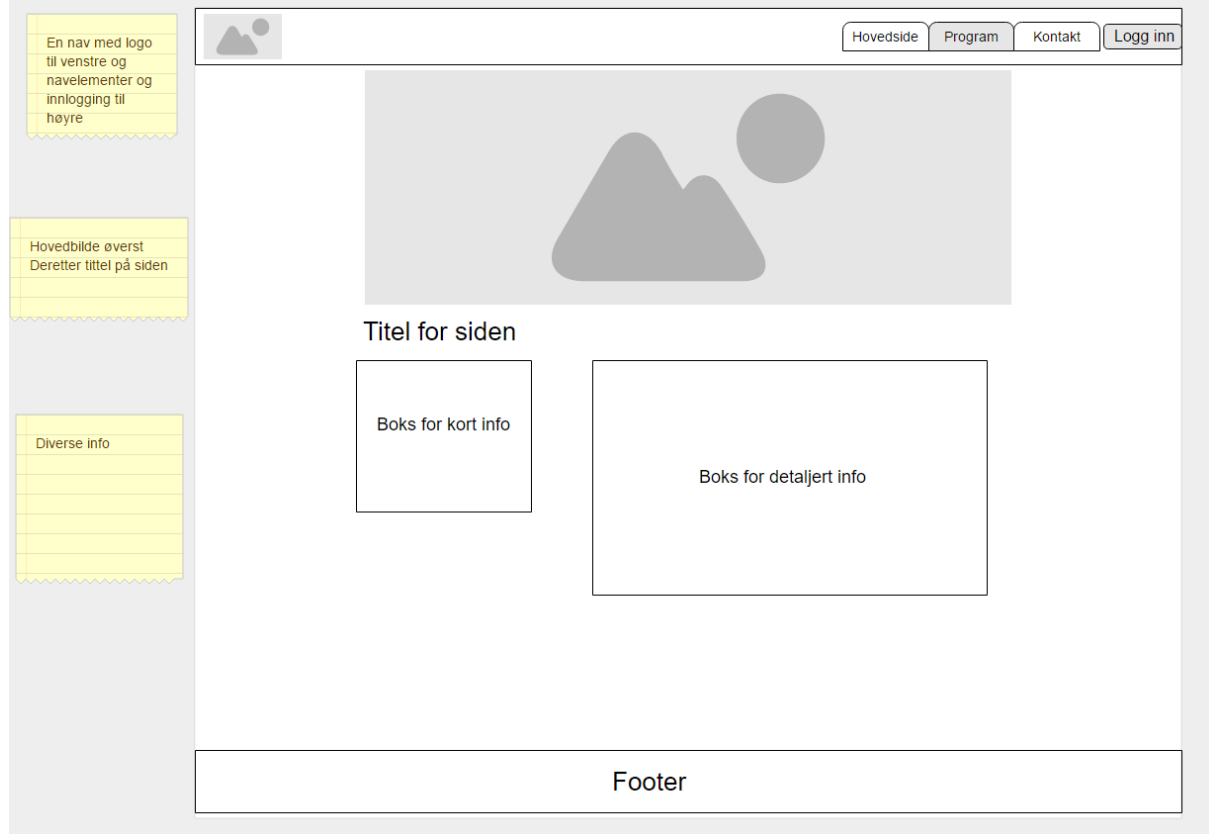 En nav med logo
til venstre og
navelementer og
innlogging til
høyre
Hovedside
Program
Kontakt
Logg inn
Hovedbilde øverst
Deretter tittel på siden
Titel for siden
Diverse info
Boks for kort info
Boks for detaljert info
Footer